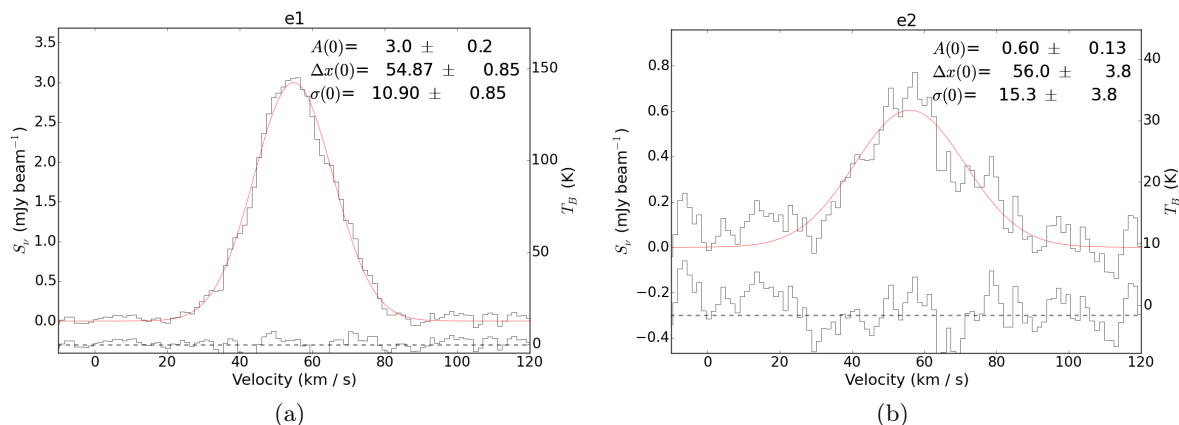 e1
A(0)= 3.0 ± 0.2
Δx(0)= 54.87 ± 0.85
σ(0)= 10.90 ± 0.85
3.5
3.0
2.5
2.0
1.5
1.0
0.5
0.0
S_ν (mJy beam⁻¹)
150
100
50
0
T_B (K)
0 20 40 60 80 100 120
Velocity (km / s)
(a)
e2
A(0)= 0.60 ± 0.13
Δx(0)= 56.0 ± 3.8
σ(0)= 15.3 ± 3.8
0.8
0.6
0.4
0.2
0.0
−0.2
−0.4
S_ν (mJy beam⁻¹)
40
30
20
10
0
T_B (K)
0 20 40 60 80 100 120
Velocity (km / s)
(b)